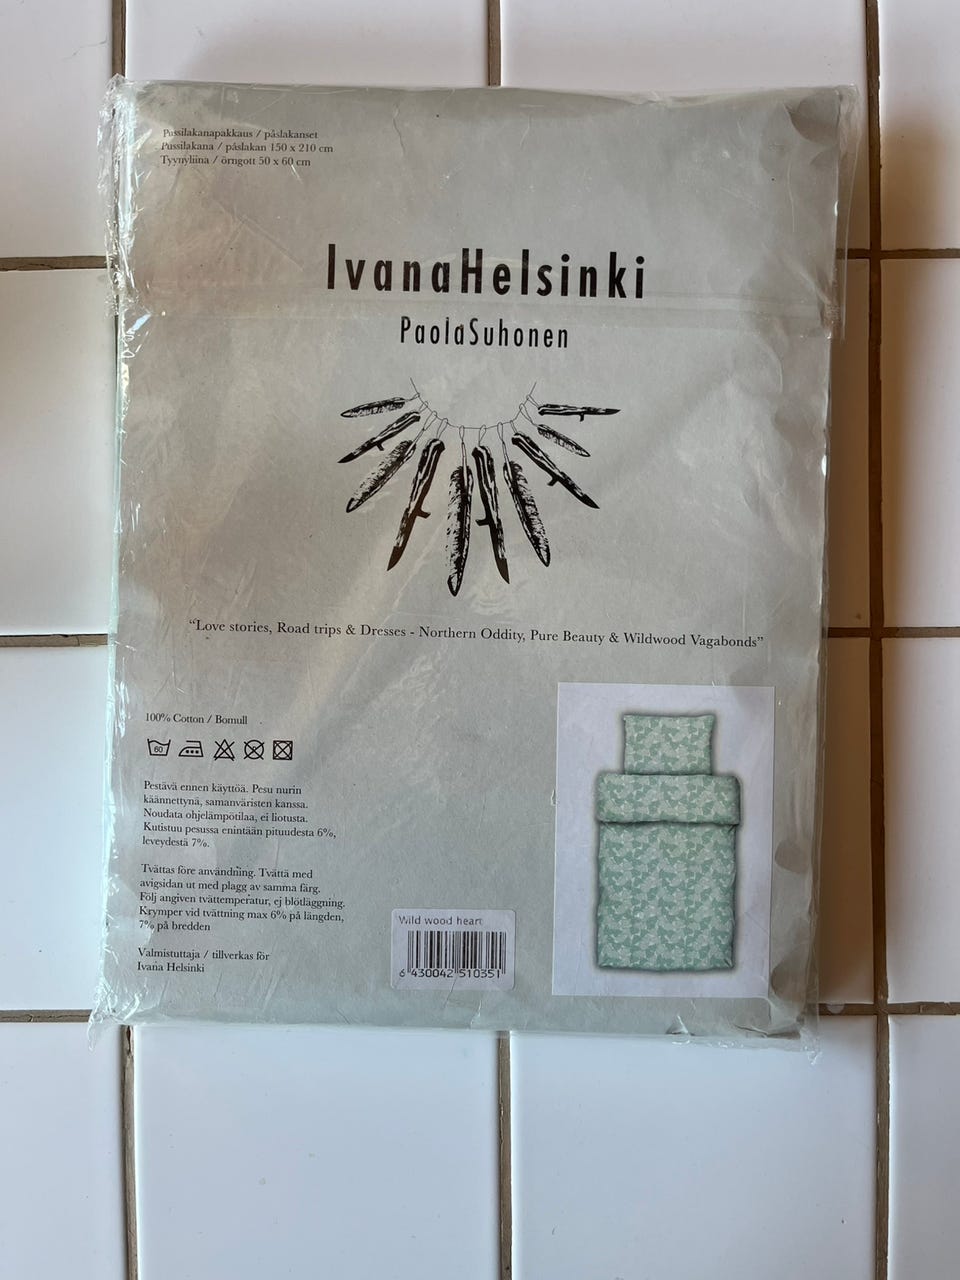 Pussilakanapakkaus / påslakanset
Pussilakana / påslakan 150 x 210 cm
Tyynyliina / örngott 50 x 60 cm
IvanaHelsinki
PaolaSuhonen
“Love stories, Road trips & Dresses - Northern Oddity, Pure Beauty & Wildwood Vagabonds”
100% Cotton / Bomull
60
Pestävä ennen käyttöä. Pesu nurin
käännettynä, samanväristen kanssa.
Noudata ohjelämpötilaa, ei liotusta.
Kutistuu pesussa enintään pituudesta 6%,
leveydestä 7%.
Tvättas före användning. Tvättä med
avigsidan ut med plagg av samma färg.
Följ angiven tvättemperatur, ej blötläggning.
Krymper vid tvättning max 6% på längden,
7% på bredden
Valmistuttaja / tillverkas för
Ivana Helsinki
Wild wood heart
6 430042 510351